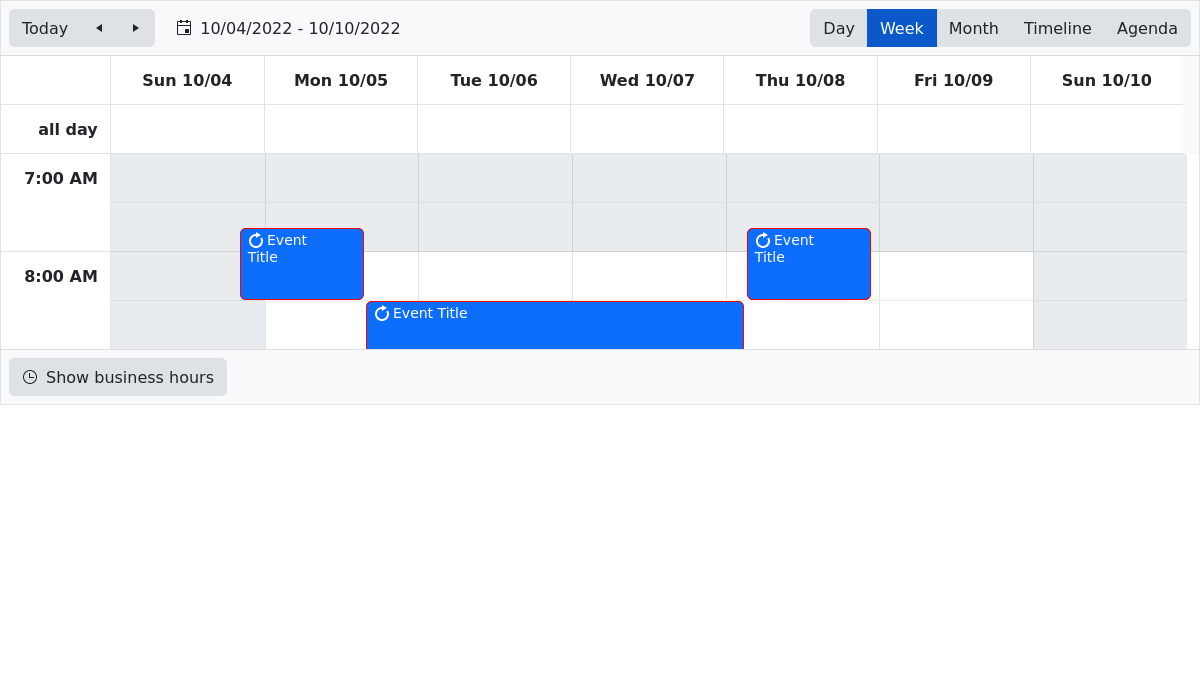 Today 10/04/2022 - 10/10/2022 Day Week Month Timeline Agenda
Sun 10/04 Mon 10/05 Tue 10/06 Wed 10/07 Thu 10/08 Fri 10/09 Sun 10/10
all day
7:00 AM
Event
Title
Event
Title
8:00 AM
Event Title
Show business hours